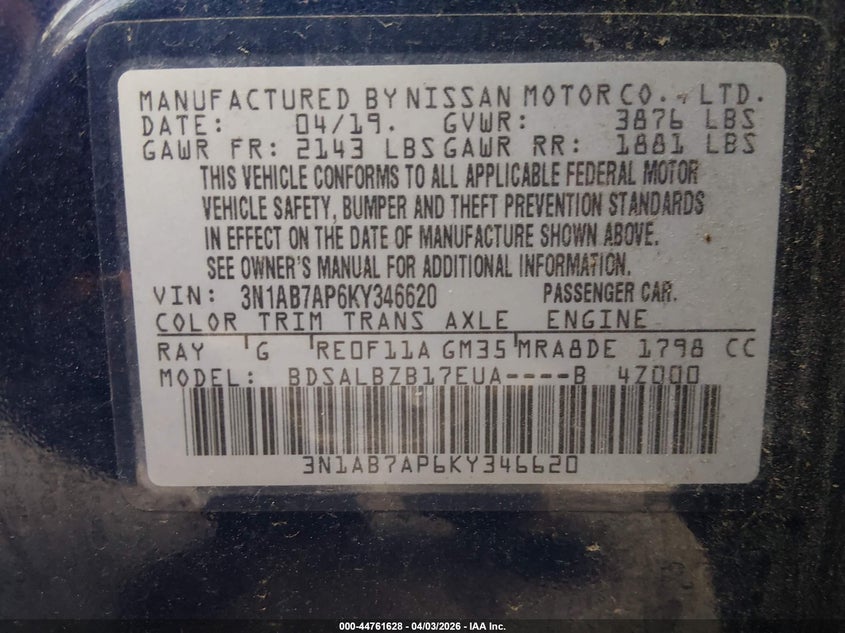 MANUFACTURED BY NISSAN MOTOR CO., LTD.
DATE: 04/19. GVWR: 3876 LBS
GAWR FR: 2143 LBS GAWR RR: 1881 LBS
THIS VEHICLE CONFORMS TO ALL APPLICABLE FEDERAL MOTOR
VEHICLE SAFETY, BUMPER AND THEFT PREVENTION STANDARDS
IN EFFECT ON THE DATE OF MANUFACTURE SHOWN ABOVE.
SEE OWNER'S MANUAL FOR ADDITIONAL INFORMATION.
VIN: 3N1AB7AP6KY346620 PASSENGER CAR.
COLOR TRIM TRANS AXLE ENGINE
RAY G RE0F11A GM35 MRA8DE 1798 CC
MODEL: BDSALBZB17EUA----B 4Z000
3N1AB7AP6KY346620
000-44761628 - 04/03/2026 - IAA Inc.